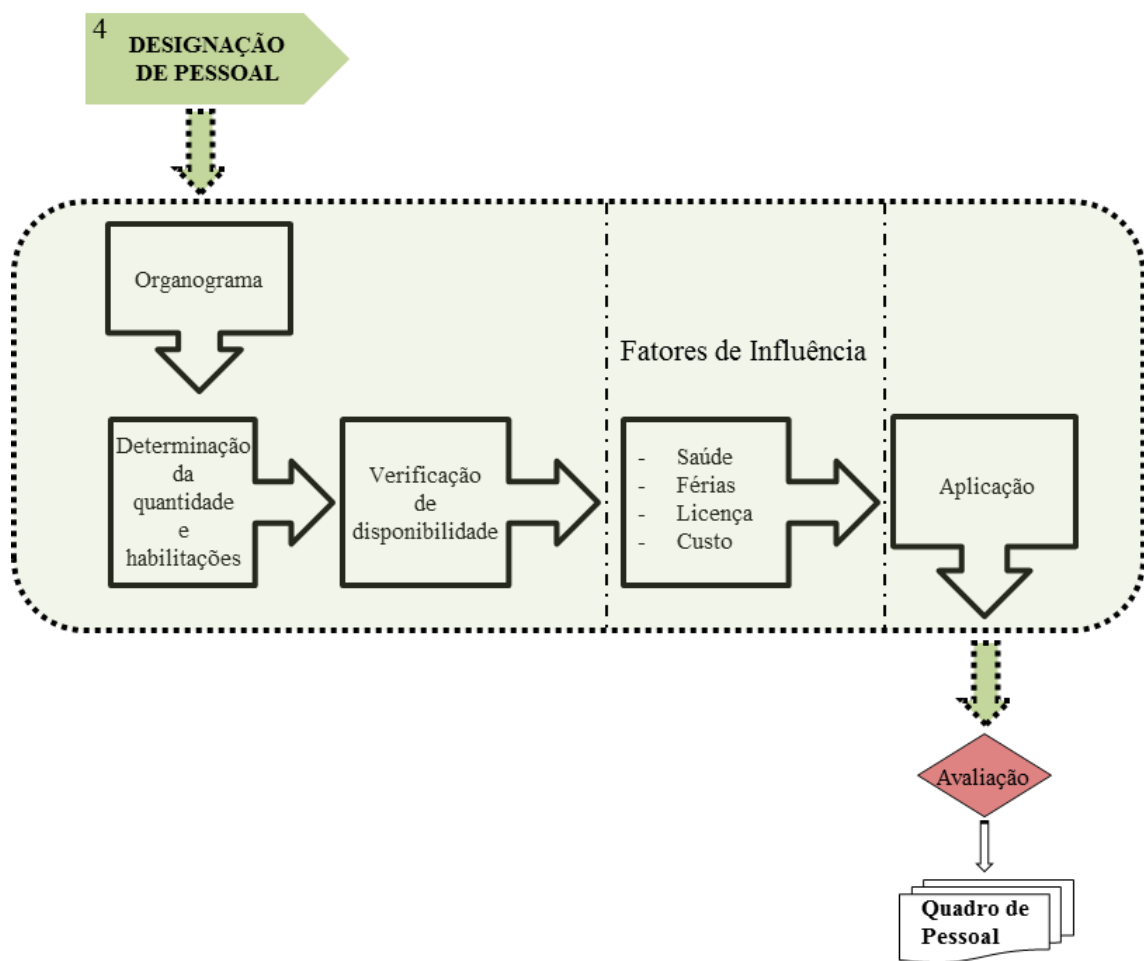 4
DESIGNAÇÃO
DE PESSOAL
Organograma
Fatores de Influência
Determinação
da
quantidade
e
habilitações
Verificação
de
disponibilidade
- Saúde
- Férias
- Licença
- Custo
Aplicação
Avaliação
Quadro de
Pessoal